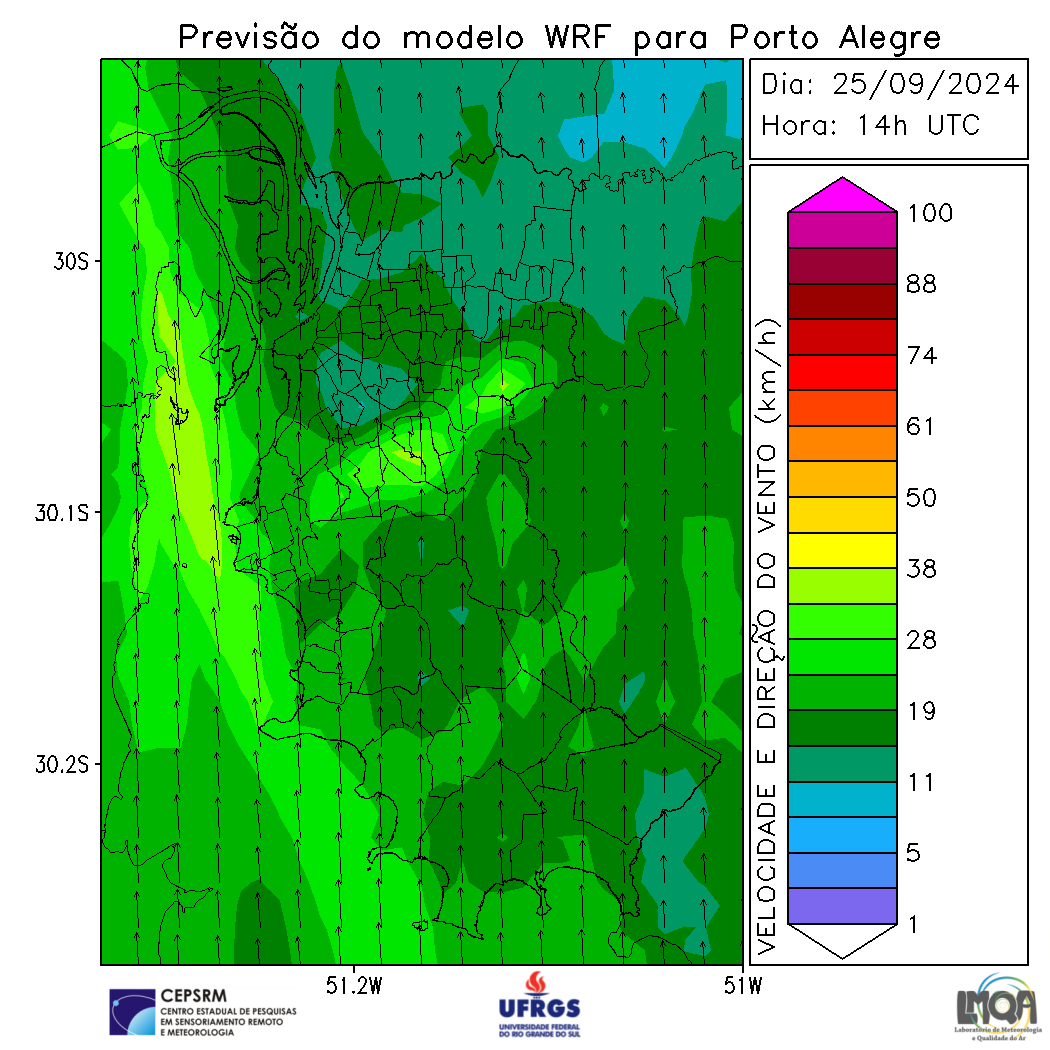 Previsão do modelo WRF para Porto Alegre
Dia: 25/09/2024
Hora: 14h UTC
30S
30.1S
30.2S
51.2W
51W
VELOCIDADE E DIREÇÃO DO VENTO (km/h)
100
88
74
61
50
38
28
19
11
5
1
CEPSRM
CENTRO ESTADUAL DE PESQUISAS
EM SENSORIAMENTO REMOTO
E METEOROLOGIA
UFRGS
UNIVERSIDADE FEDERAL
DO RIO GRANDE DO SUL
LMQA
Laboratório de Meteorologia
e Qualidade do Ar